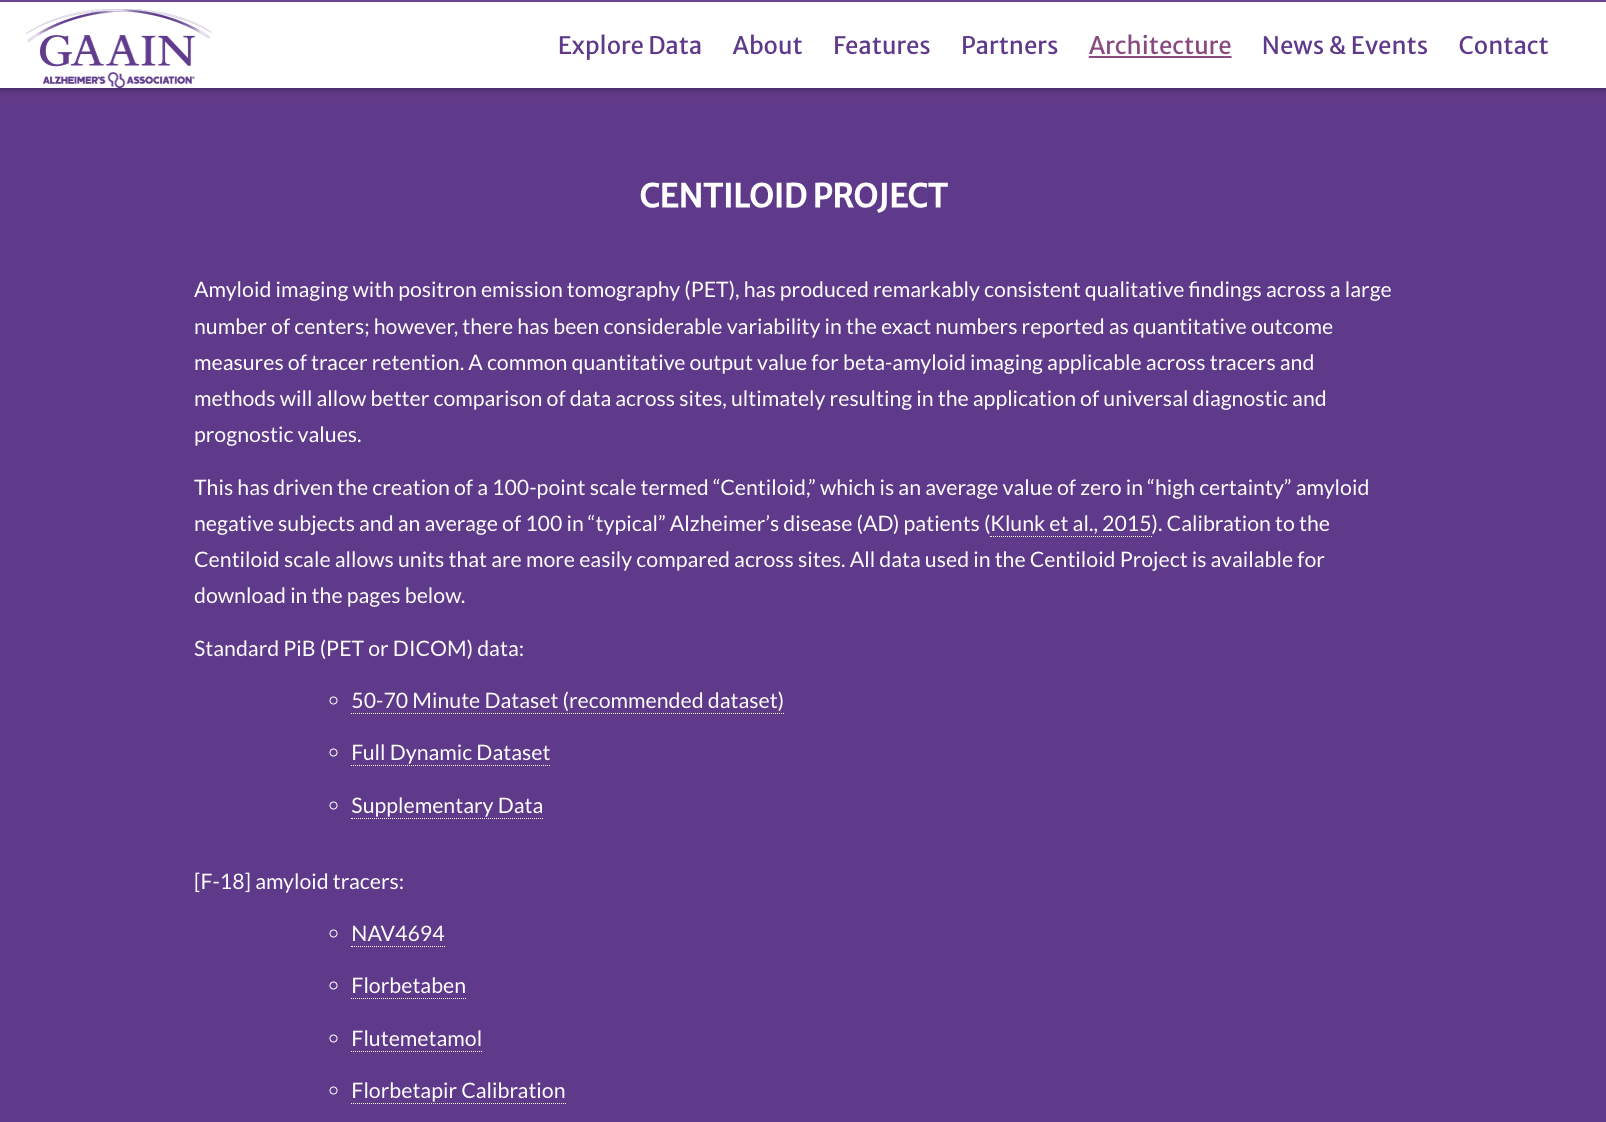 GAAIN
ALZHEIMER'S ASSOCIATION®
Explore Data About Features Partners Architecture News & Events Contact
CENTILOID PROJECT
Amyloid imaging with positron emission tomography (PET), has produced remarkably consistent qualitative findings across a large
number of centers; however, there has been considerable variability in the exact numbers reported as quantitative outcome
measures of tracer retention. A common quantitative output value for beta-amyloid imaging applicable across tracers and
methods will allow better comparison of data across sites, ultimately resulting in the application of universal diagnostic and
prognostic values.
This has driven the creation of a 100-point scale termed “Centiloid,” which is an average value of zero in “high certainty” amyloid
negative subjects and an average of 100 in “typical” Alzheimer’s disease (AD) patients (Klunk et al., 2015). Calibration to the
Centiloid scale allows units that are more easily compared across sites. All data used in the Centiloid Project is available for
download in the pages below.
Standard PiB (PET or DICOM) data:
50-70 Minute Dataset (recommended dataset)
Full Dynamic Dataset
Supplementary Data
[F-18] amyloid tracers:
NAV4694
Florbetaben
Flutemetamol
Florbetapir Calibration